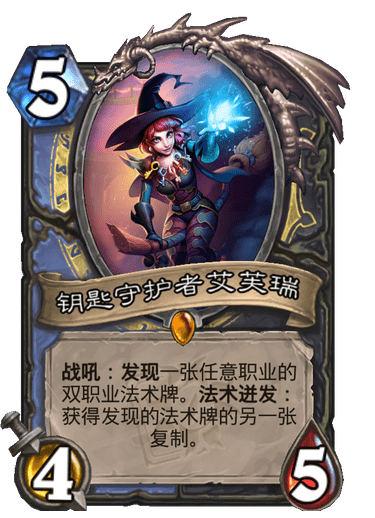 5
钥匙守护者艾芙瑞
战吼：发现一张任意职业的
双职业法术牌。法术迸发：
获得发现的法术牌的另一张
复制。
4
5